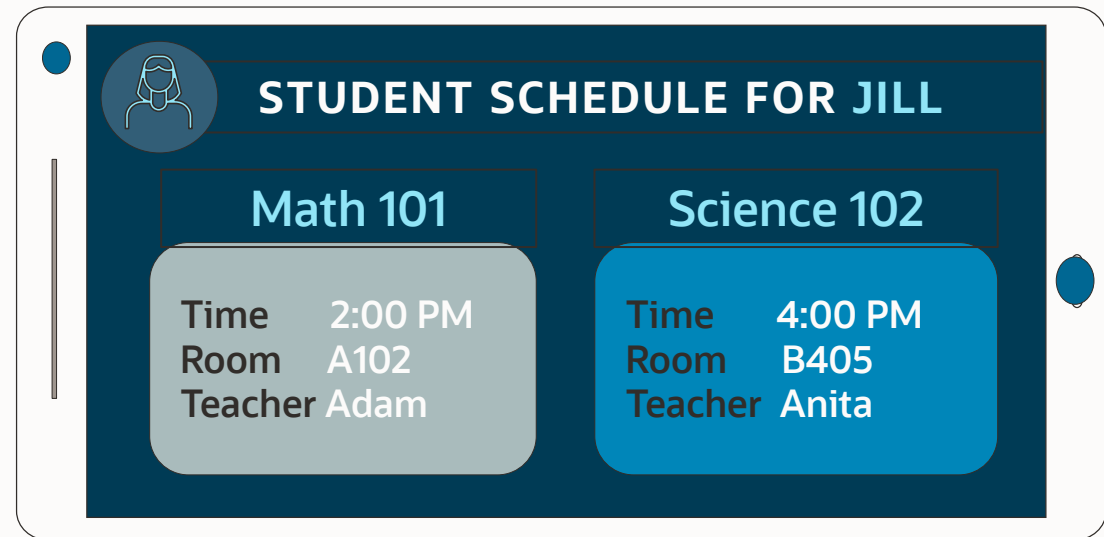 STUDENT SCHEDULE FOR JILL
Math 101
Time 2:00 PM
Room A102
Teacher Adam
Science 102
Time 4:00 PM
Room B405
Teacher Anita